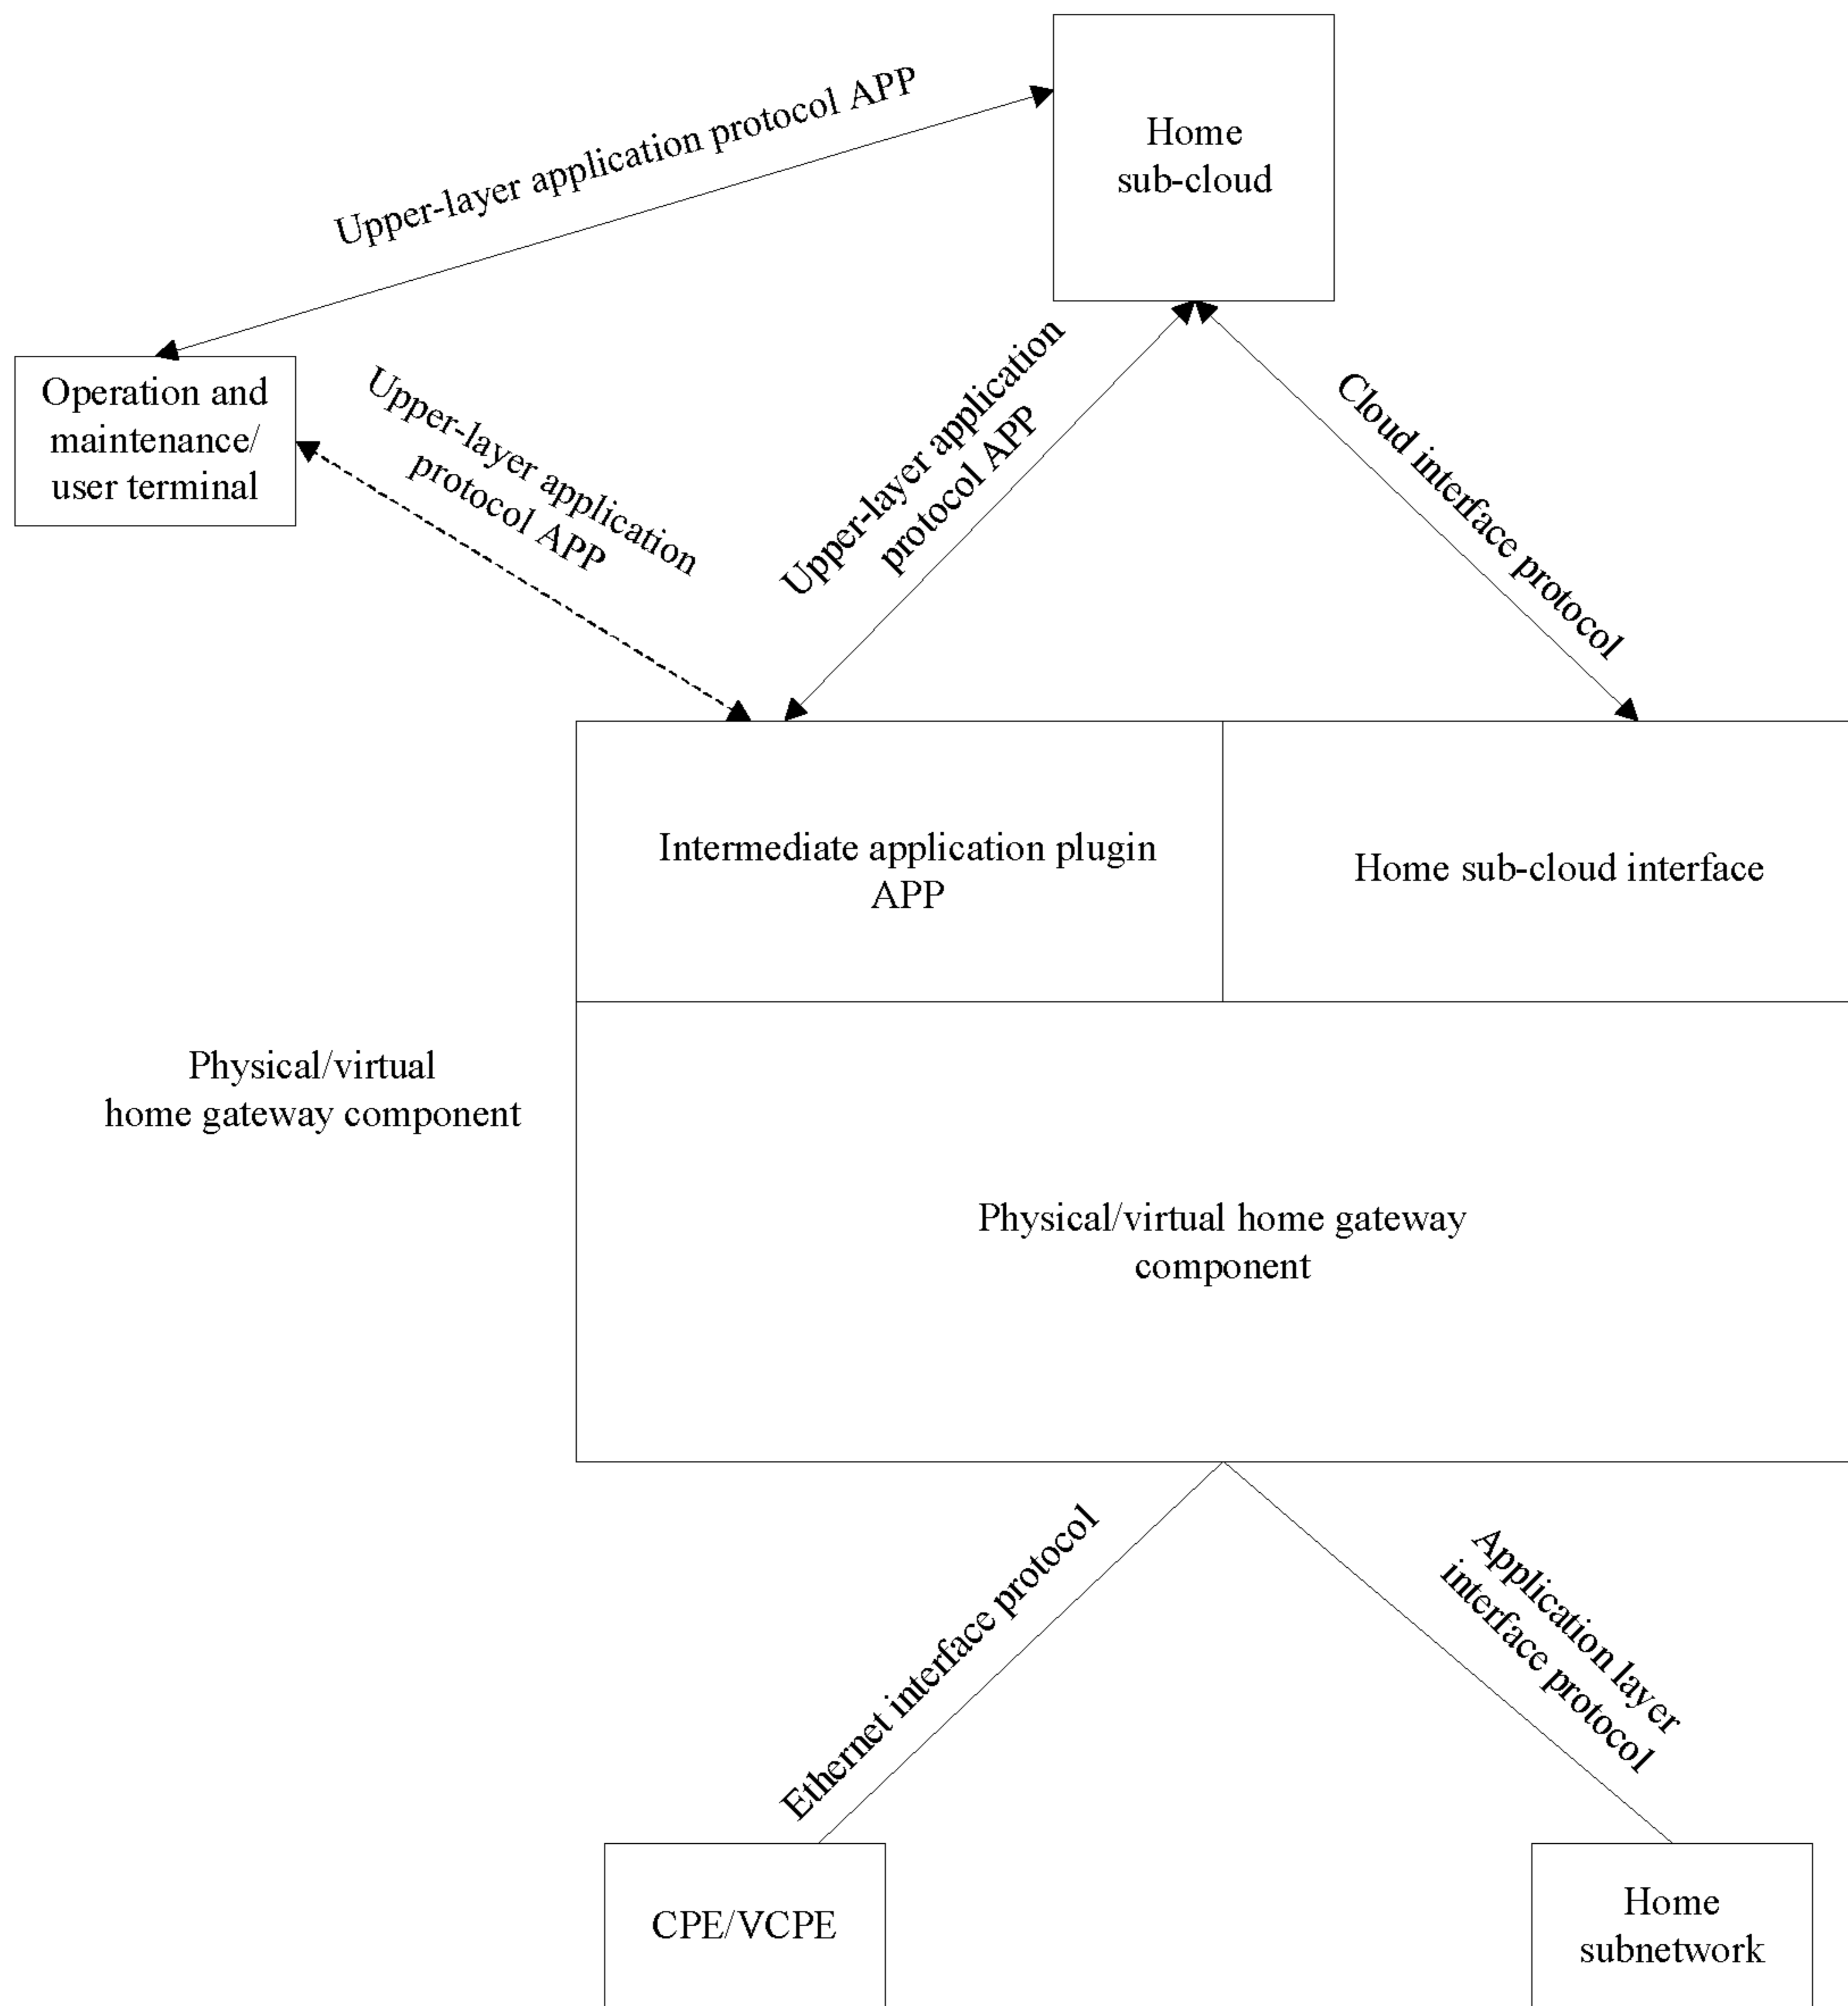 Upper-layer application protocol APP
Home
sub-cloud
Operation and
maintenance/
user terminal
Upper-layer application
protocol APP
Upper-layer application
protocol APP
Cloud interface protocol
Intermediate application plugin
APP
Home sub-cloud interface
Physical/virtual
home gateway component
Physical/virtual home gateway
component
Ethernet interface protocol
Application layer
interface protocol
CPE/VCPE
Home
subnetwork